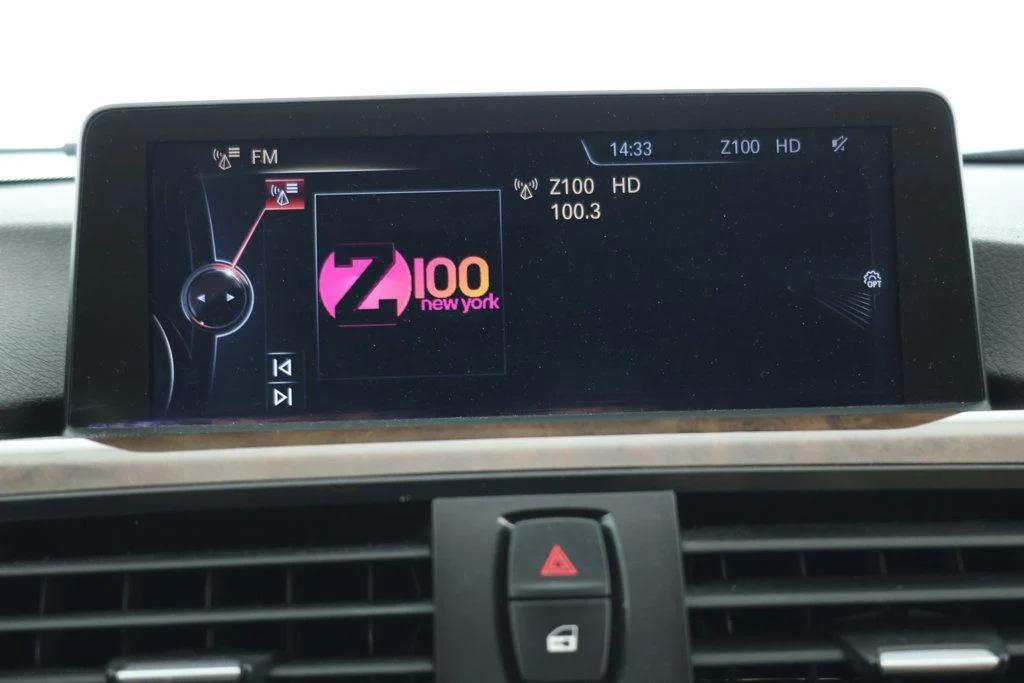 FM
14:33
Z100 HD
Z100 HD
100.3
Z100
new york
OPT